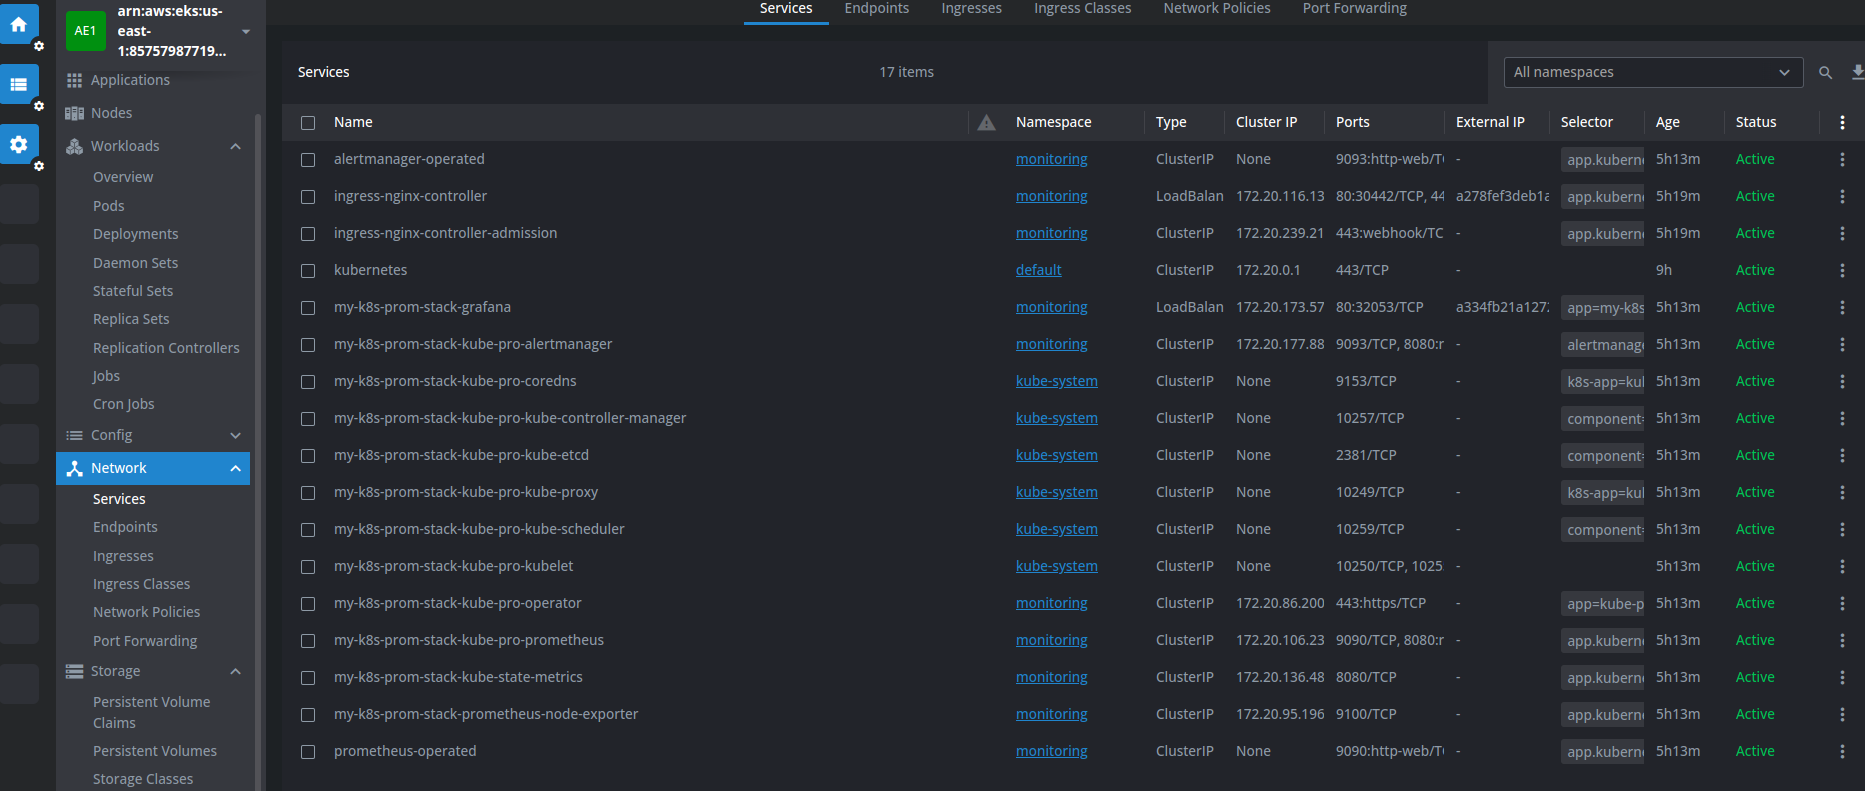 AE1
arn:aws:eks:us-
east-
1:85757987719...
Applications
Nodes
Workloads
Overview
Pods
Deployments
Daemon Sets
Stateful Sets
Replica Sets
Replication Controllers
Jobs
Cron Jobs
Config
Network
Services
Endpoints
Ingresses
Ingress Classes
Network Policies
Port Forwarding
Storage
Persistent Volume
Claims
Persistent Volumes
Storage Classes
Services Endpoints Ingresses Ingress Classes Network Policies Port Forwarding
Services 17 items All namespaces
Name Namespace Type Cluster IP Ports External IP Selector Age Status
alertmanager-operated monitoring ClusterIP None 9093:http-web/T - app.kuberne 5h13m Active
ingress-nginx-controller monitoring LoadBalan 172.20.116.13 80:30442/TCP, 44 a278fef3deb1a app.kuberne 5h19m Active
ingress-nginx-controller-admission monitoring ClusterIP 172.20.239.21 443:webhook/TC - app.kuberne 5h19m Active
kubernetes default ClusterIP 172.20.0.1 443/TCP - 9h Active
my-k8s-prom-stack-grafana monitoring LoadBalan 172.20.173.57 80:32053/TCP a334fb21a127 app=my-k8s 5h13m Active
my-k8s-prom-stack-kube-pro-alertmanager monitoring ClusterIP 172.20.177.88 9093/TCP, 8080:r - alertmanage 5h13m Active
my-k8s-prom-stack-kube-pro-coredns kube-system ClusterIP None 9153/TCP - k8s-app=kul 5h13m Active
my-k8s-prom-stack-kube-pro-kube-controller-manager kube-system ClusterIP None 10257/TCP - component= 5h13m Active
my-k8s-prom-stack-kube-pro-kube-etcd kube-system ClusterIP None 2381/TCP - component= 5h13m Active
my-k8s-prom-stack-kube-pro-kube-proxy kube-system ClusterIP None 10249/TCP - k8s-app=kul 5h13m Active
my-k8s-prom-stack-kube-pro-kube-scheduler kube-system ClusterIP None 10259/TCP - component= 5h13m Active
my-k8s-prom-stack-kube-pro-kubelet kube-system ClusterIP None 10250/TCP, 1025 - 5h13m Active
my-k8s-prom-stack-kube-pro-operator monitoring ClusterIP 172.20.86.200 443:https/TCP - app=kube-p 5h13m Active
my-k8s-prom-stack-kube-pro-prometheus monitoring ClusterIP 172.20.106.23 9090/TCP, 8080:r - app.kuberne 5h13m Active
my-k8s-prom-stack-kube-state-metrics monitoring ClusterIP 172.20.136.48 8080/TCP - app.kuberne 5h13m Active
my-k8s-prom-stack-prometheus-node-exporter monitoring ClusterIP 172.20.95.196 9100/TCP - app.kuberne 5h13m Active
prometheus-operated monitoring ClusterIP None 9090:http-web/T - app.kuberne 5h13m Active